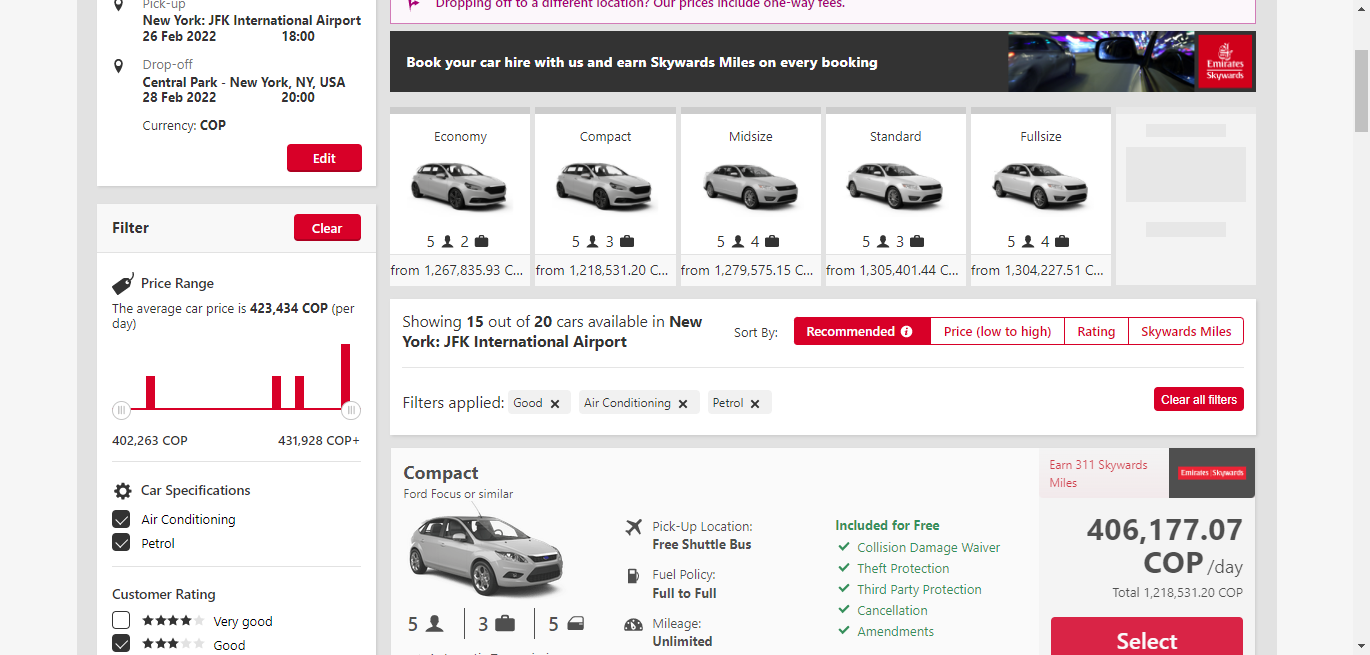 Pick-up
New York: JFK International Airport
26 Feb 2022 18:00
Drop-off
Central Park - New York, NY, USA
28 Feb 2022 20:00
Currency: COP
Edit
Filter
Clear
Price Range
The average car price is 423,434 COP (per
day)
402,263 COP 431,928 COP+
Car Specifications
Air Conditioning
Petrol
Customer Rating
Very good
Good
Dropping off to a different location? Our prices include one-way fees.
Book your car hire with us and earn Skywards Miles on every booking
Emirates
Skywards
Economy
5 2
from 1,267,835.93 C...
Compact
5 3
from 1,218,531.20 C...
Midsize
5 4
from 1,279,575.15 C...
Standard
5 3
from 1,305,401.44 C...
Fullsize
5 4
from 1,304,227.51 C...
Showing 15 out of 20 cars available in New
York: JFK International Airport
Sort By:
Recommended
Price (low to high)
Rating
Skywards Miles
Filters applied:
Good
Air Conditioning
Petrol
Clear all filters
Compact
Ford Focus or similar
5 3 5
Pick-Up Location:
Free Shuttle Bus
Fuel Policy:
Full to Full
Mileage:
Unlimited
Included for Free
Collision Damage Waiver
Theft Protection
Third Party Protection
Cancellation
Amendments
Earn 311 Skywards
Miles
Emirates Skywards
406,177.07
COP /day
Total 1,218,531.20 COP
Select